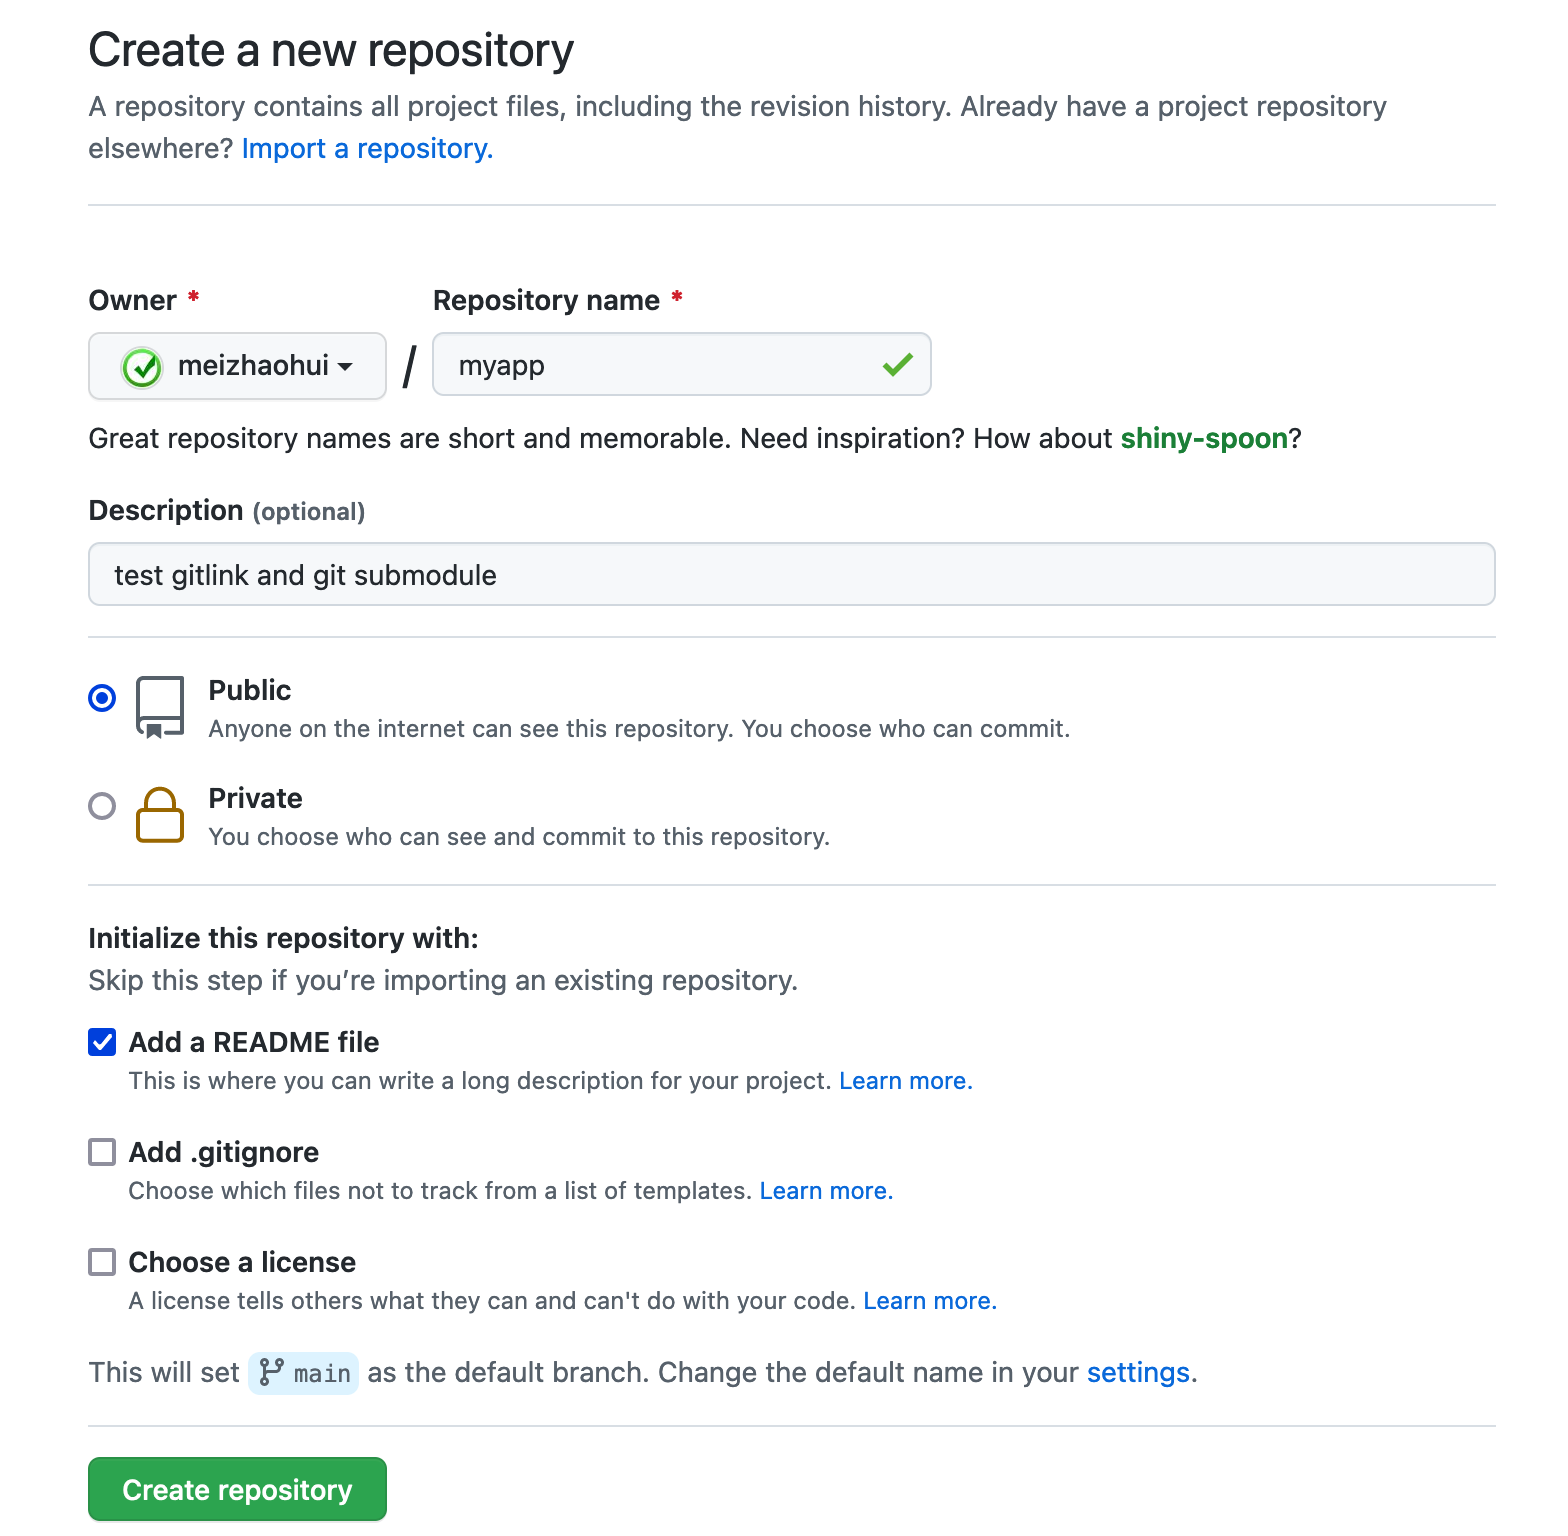 Create a new repository
A repository contains all project files, including the revision history. Already have a project repository
elsewhere? Import a repository.
Owner * Repository name *
meizhaohui / myapp
Great repository names are short and memorable. Need inspiration? How about shiny-spoon?
Description (optional)
test gitlink and git submodule
Public
Anyone on the internet can see this repository. You choose who can commit.
Private
You choose who can see and commit to this repository.
Initialize this repository with:
Skip this step if you’re importing an existing repository.
Add a README file
This is where you can write a long description for your project. Learn more.
Add .gitignore
Choose which files not to track from a list of templates. Learn more.
Choose a license
A license tells others what they can and can't do with your code. Learn more.
This will set main as the default branch. Change the default name in your settings.
Create repository